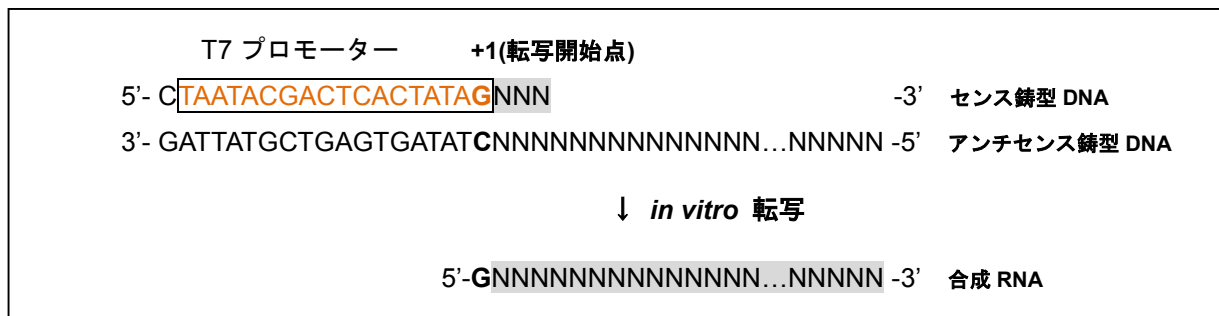 T7 プロモーター +1(転写開始点)
5’- CTAATACGACTCACTATAGNNN -3’ センス鋳型 DNA
3’- GATTATGCTGAGTGATATCNNNNNNNNNNNNNN…NNNNN -5’ アンチセンス鋳型 DNA
↓ in vitro 転写
5’-GNNNNNNNNNNNNNN…NNNNN -3’ 合成 RNA